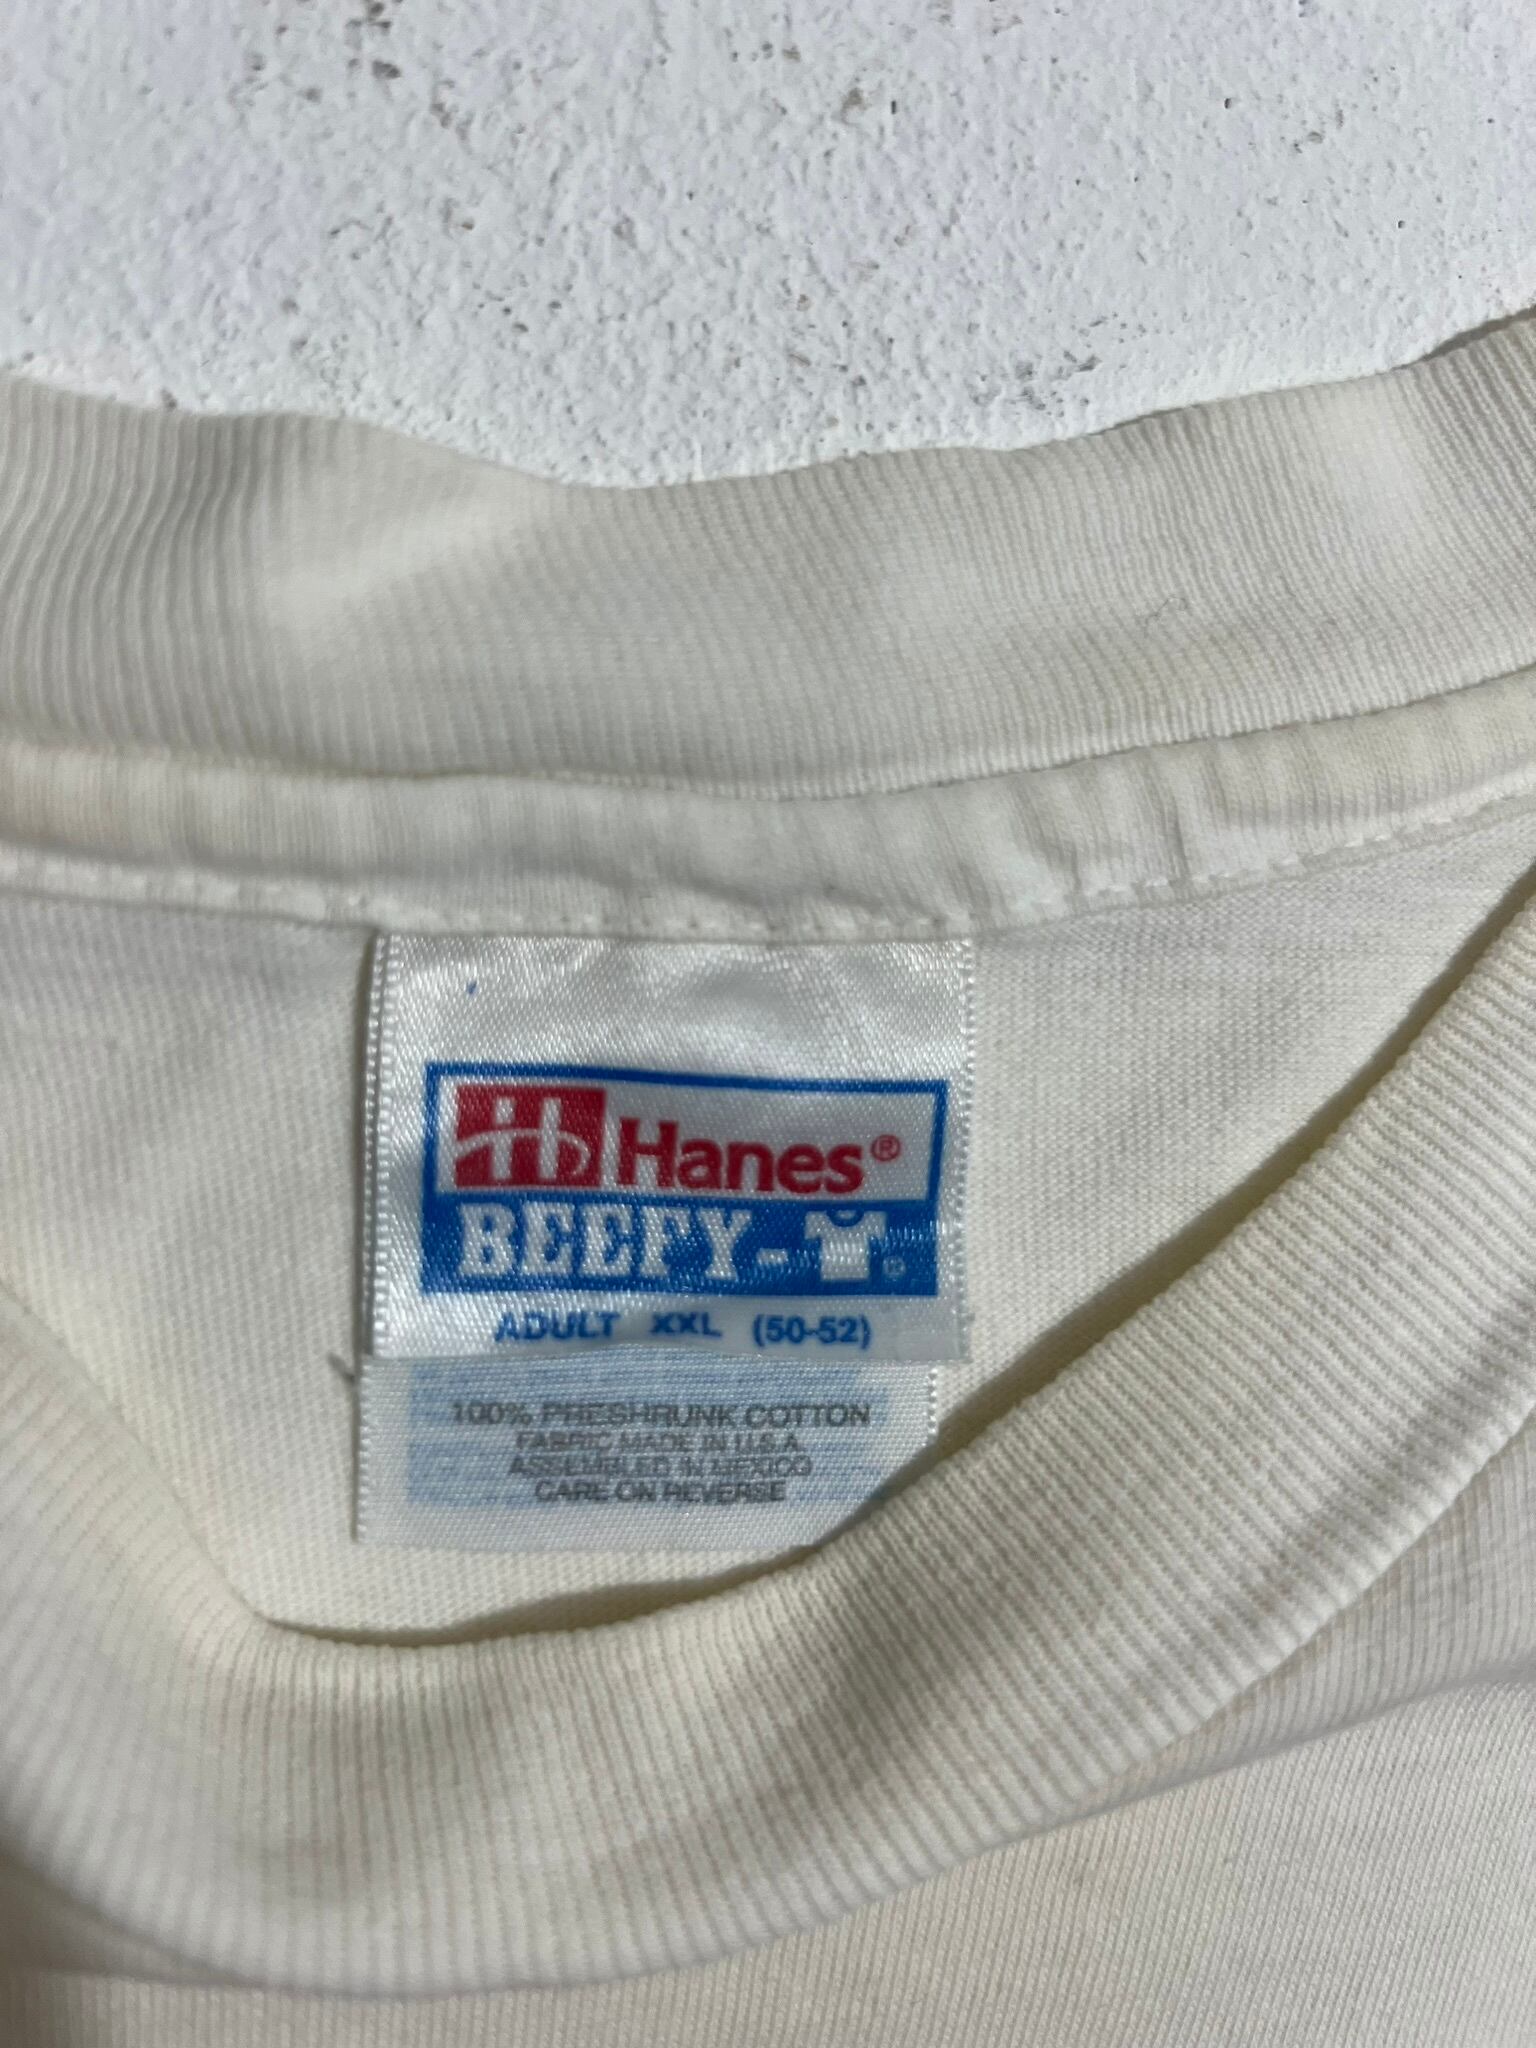 Hanes®
BEEFY-
ADULT XXL (50-52)
100% PRESHRUNK COTTON
FABRIC MADE IN U.S.A.
ASSEMBLED IN MEXICO
CARE ON REVERSE